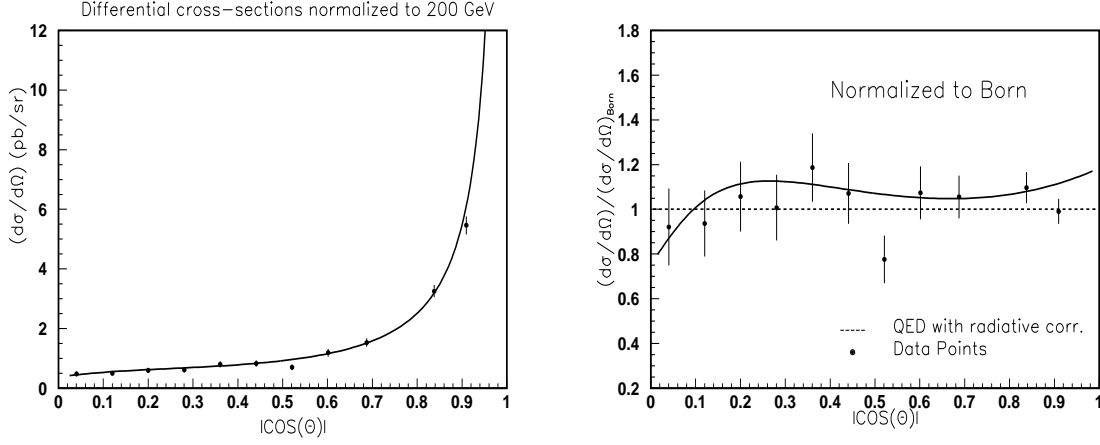 Differential cross-sections normalized to 200 GeV
(dσ/dΩ) (pb/sr)
12
10
8
6
4
2
0
0 0.1 0.2 0.3 0.4 0.5 0.6 0.7 0.8 0.9 1
|COS(Θ)|
(dσ/dΩ)/(dσ/dΩ)Born
1.8
1.6
1.4
1.2
1
0.8
0.6
0.4
0.2
Normalized to Born
QED with radiative corr.
Data Points
0 0.1 0.2 0.3 0.4 0.5 0.6 0.7 0.8 0.9 1
|COS(Θ)|